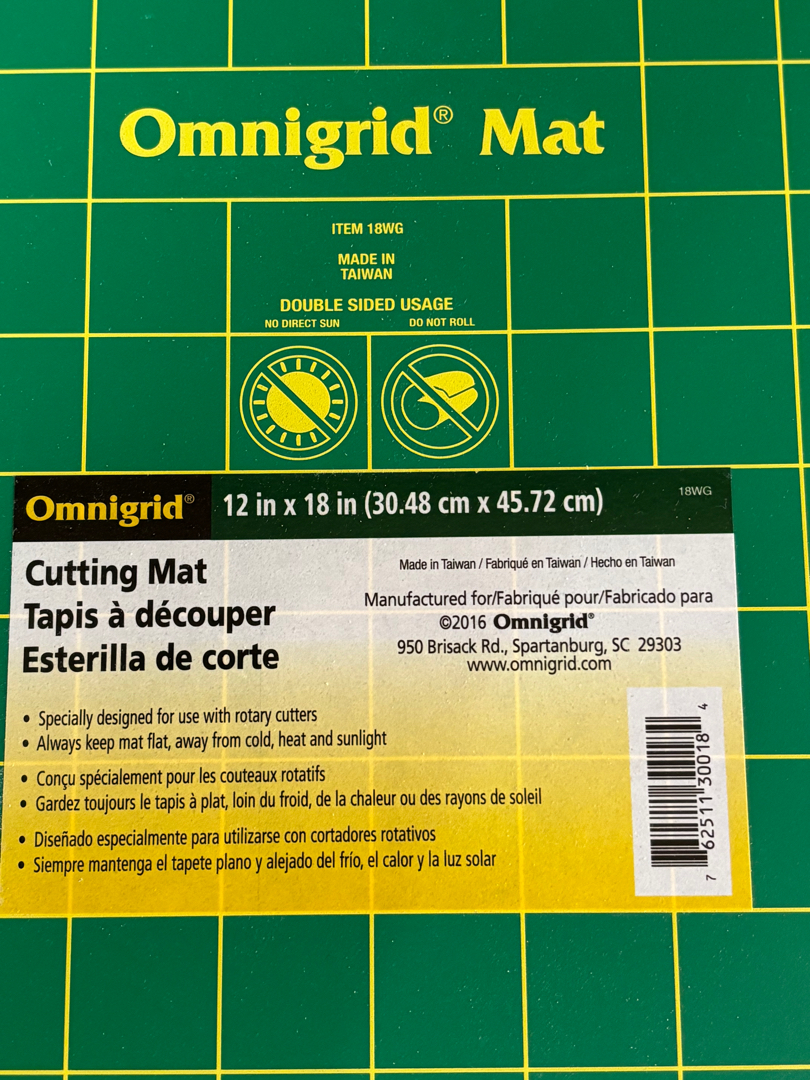 Omnigrid® Mat
ITEM 18WG
MADE IN
TAIWAN
DOUBLE SIDED USAGE
NO DIRECT SUN DO NOT ROLL
Omnigrid® 12 in x 18 in (30.48 cm x 45.72 cm) 18WG
Cutting Mat
Tapis à découper
Esterilla de corte
Made in Taiwan / Fabriqué en Taiwan / Hecho en Taiwan
Manufactured for/Fabriqué pour/Fabricado para
©2016 Omnigrid®
950 Brisack Rd., Spartanburg, SC 29303
www.omnigrid.com
• Specially designed for use with rotary cutters
• Always keep mat flat, away from cold, heat and sunlight
• Conçu spécialement pour les couteaux rotatifs
• Gardez toujours le tapis à plat, loin du froid, de la chaleur ou des rayons de soleil
• Diseñado especialmente para utilizarse con cortadores rotativos
• Siempre mantenga el tapete plano y alejado del frío, el calor y la luz solar
7 62511 30018 4